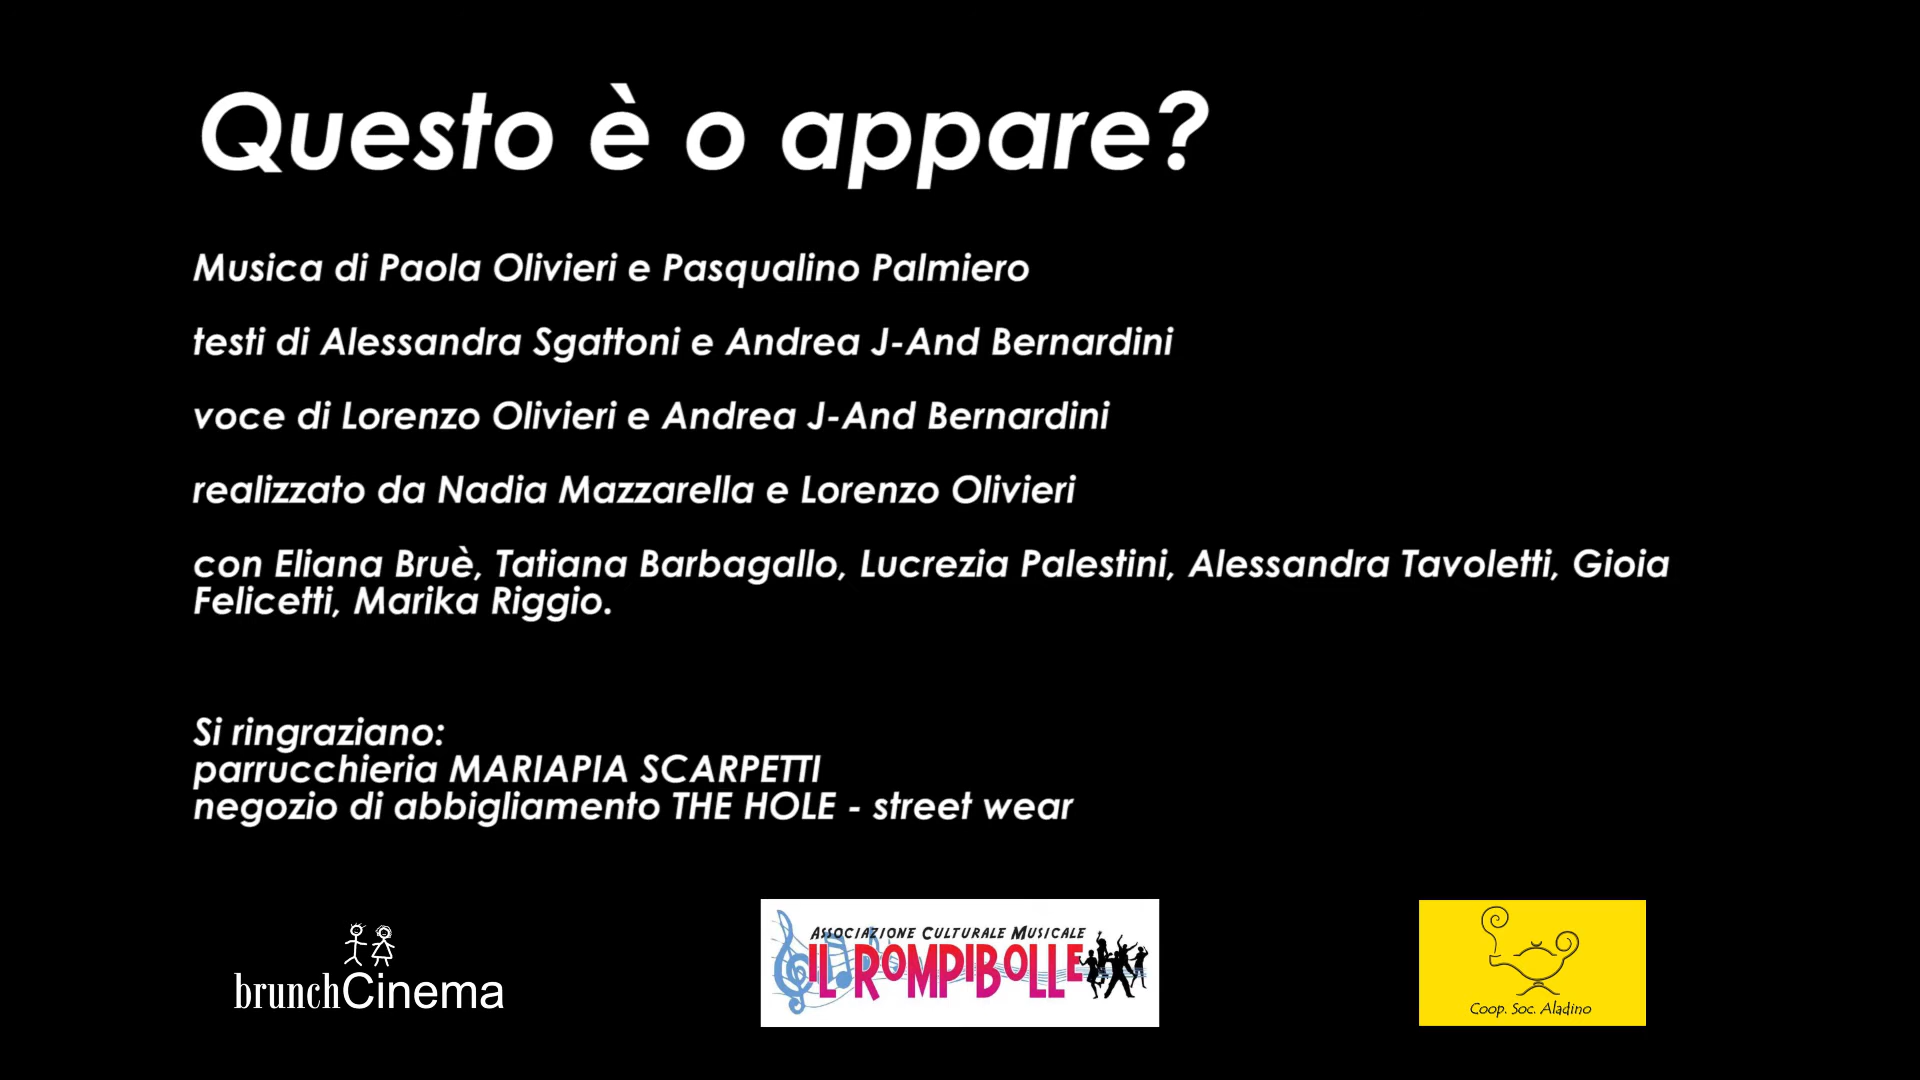 Questo è o appare?
Musica di Paola Olivieri e Pasqualino Palmiero
testi di Alessandra Sgattoni e Andrea J-And Bernardini
voce di Lorenzo Olivieri e Andrea J-And Bernardini
realizzato da Nadia Mazzarella e Lorenzo Olivieri
con Eliana Bruè, Tatiana Barbagallo, Lucrezia Palestini, Alessandra Tavoletti, Gioia
Felicetti, Marika Riggio.
Si ringraziano:
parrucchieria MARIAPIA SCARPETTI
negozio di abbigliamento THE HOLE - street wear
brunchCinema
ASSOCIAZIONE CULTURALE MUSICALE
IL ROMPIBOLLE
Coop. Soc. Aladino